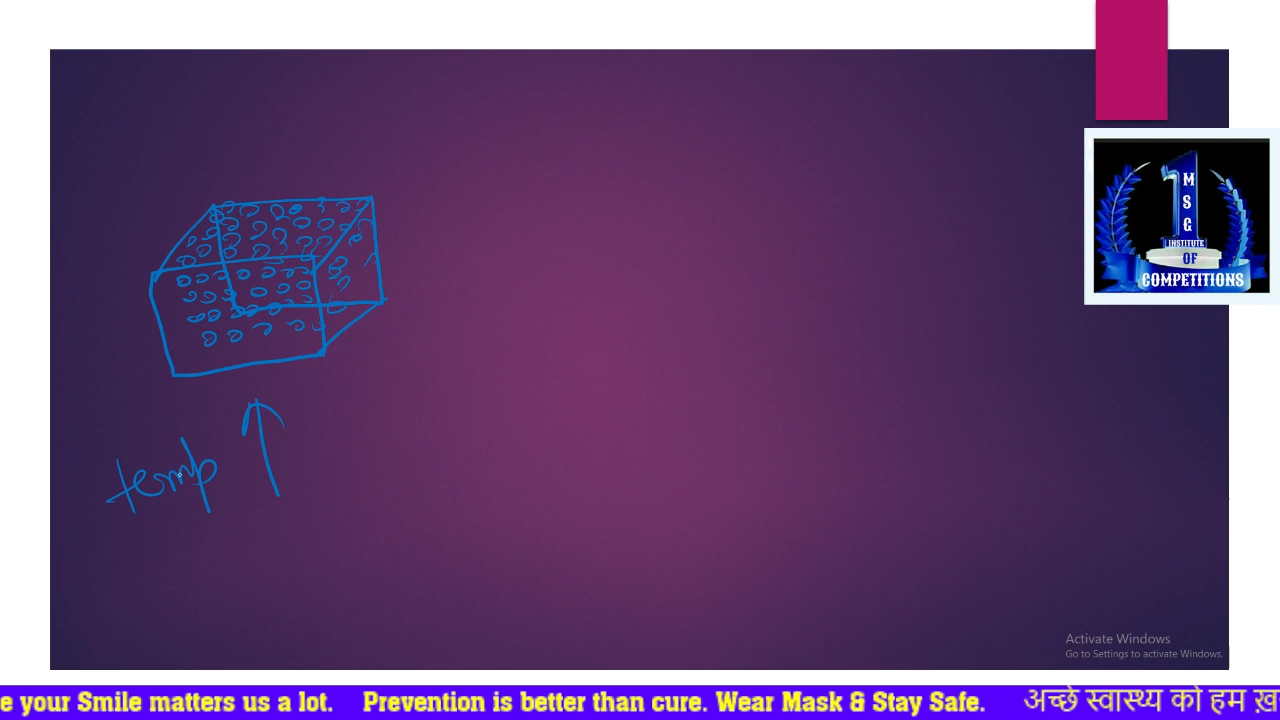 M
S
G
INSTITUTE
OF
COMPETITIONS
temp
Activate Windows
Go to Settings to activate Windows.
e your Smile matters us a lot. Prevention is better than cure. Wear Mask & Stay Safe. अच्छे स्वास्थ्य को हम ख़